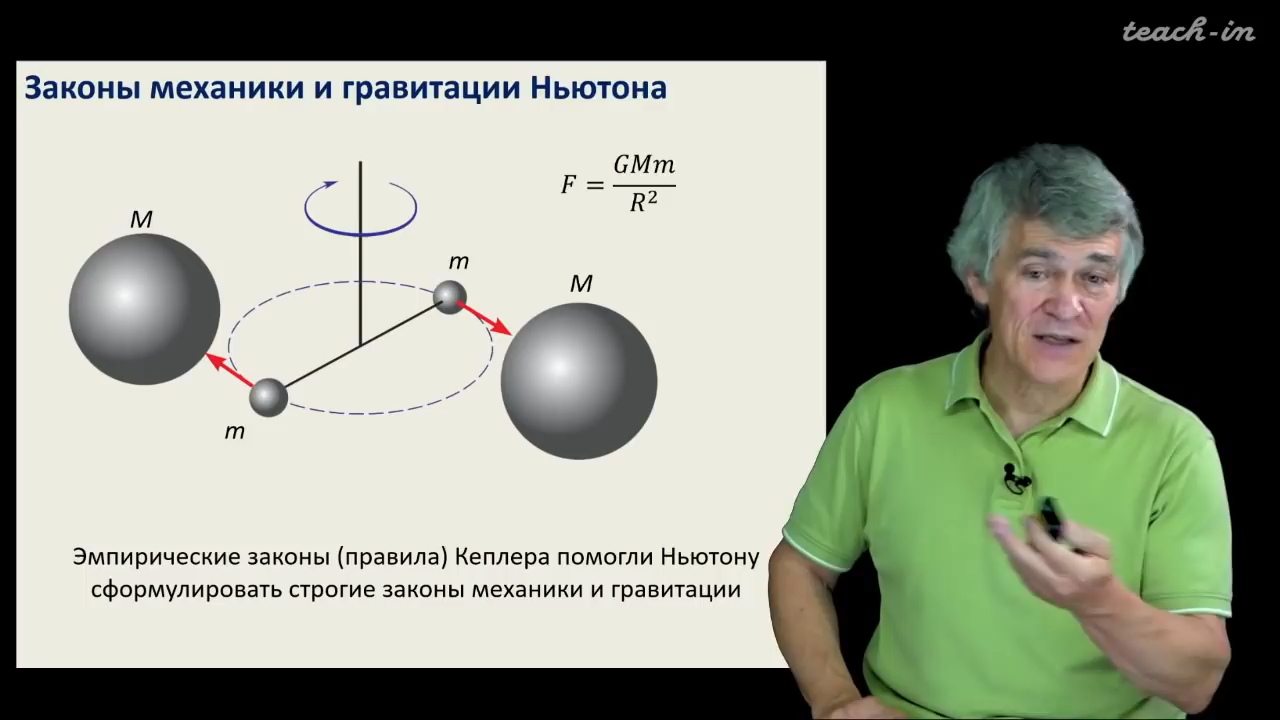 teach-in
Законы механики и гравитации Ньютона
F = GMm / R²
M
m
M
m
Эмпирические законы (правила) Кеплера помогли Ньютону
сформулировать строгие законы механики и гравитации